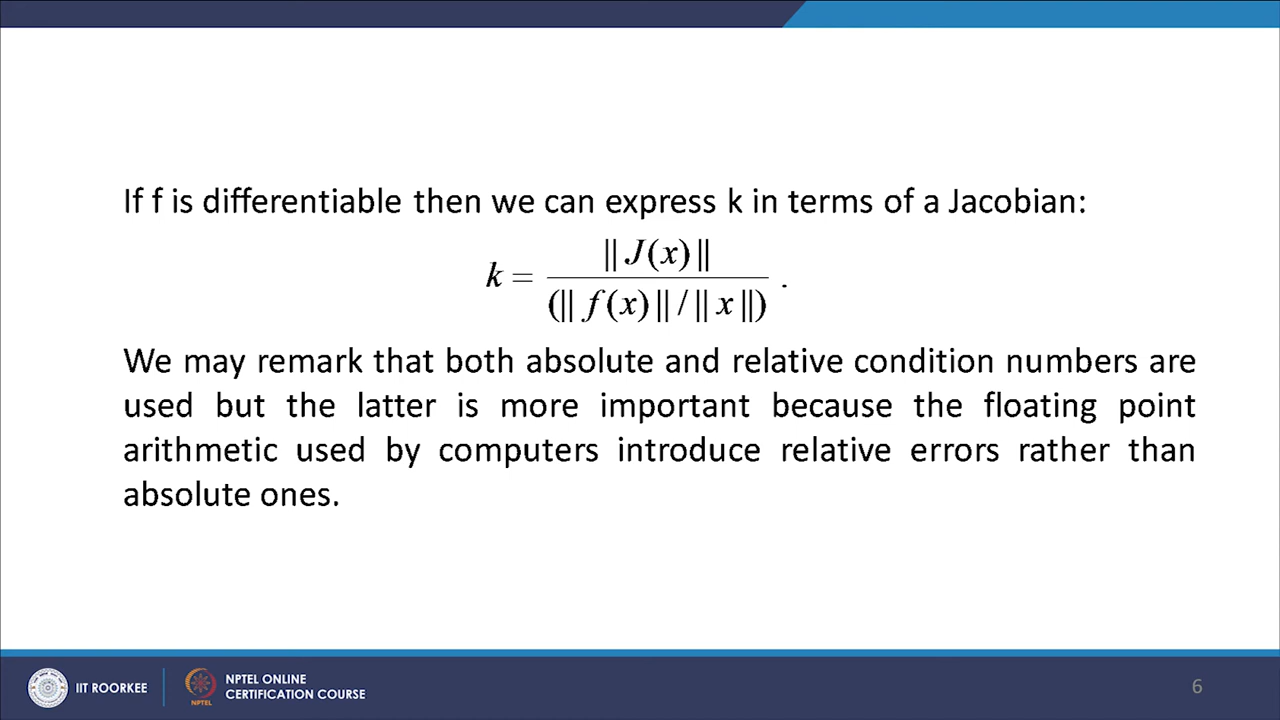 If f is differentiable then we can express k in terms of a Jacobian:
k = || J(x) || / (|| f(x) || / || x ||) .
We may remark that both absolute and relative condition numbers are
used but the latter is more important because the floating point
arithmetic used by computers introduce relative errors rather than
absolute ones.
IIT ROORKEE
NPTEL ONLINE
CERTIFICATION COURSE
NPTEL
6